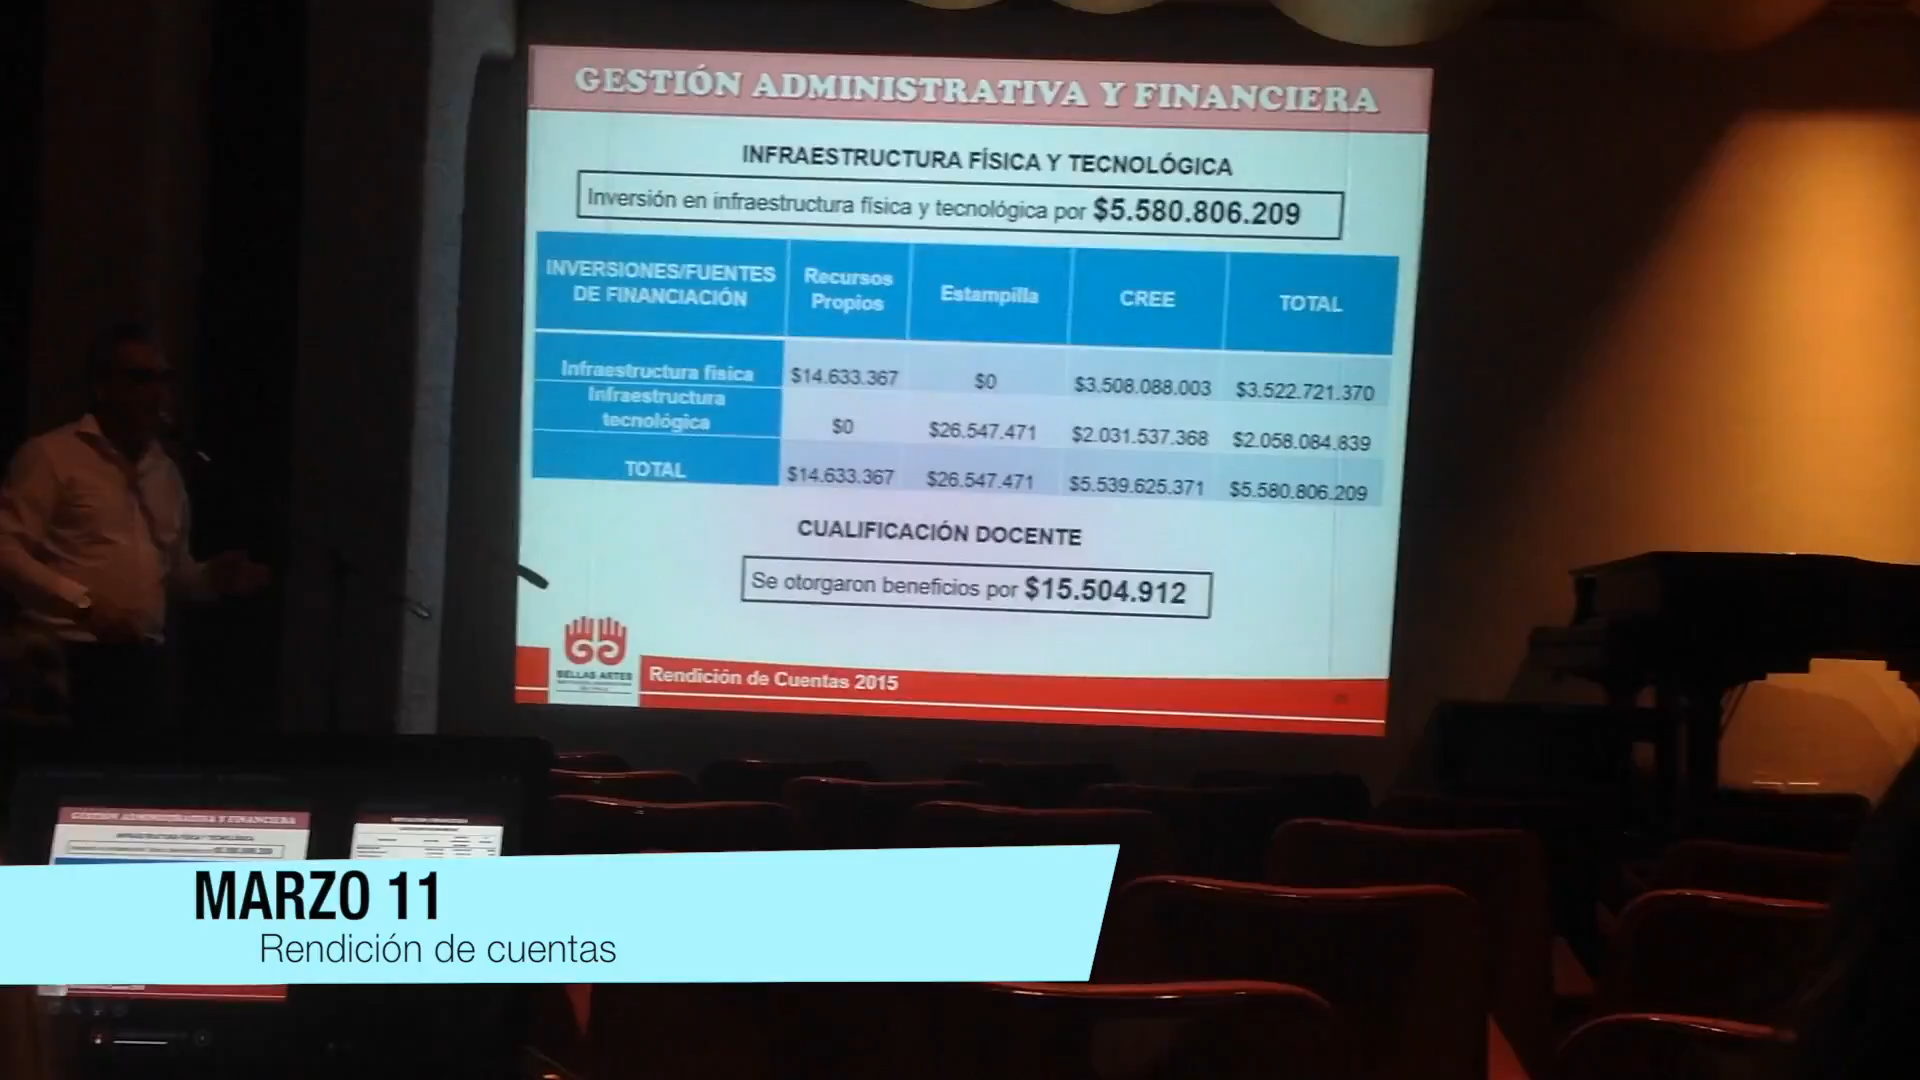 GESTIÓN ADMINISTRATIVA Y FINANCIERA
INFRAESTRUCTURA FÍSICA Y TECNOLÓGICA
Inversión en infraestructura física y tecnológica por $5.580.806.209
INVERSIONES/FUENTES DE FINANCIACIÓN Recursos Propios Estampilla CREE TOTAL
Infraestructura física $14.633.367 $0 $3.508.088.003 $3.522.721.370
Infraestructura tecnológica $0 $26.547.471 $2.031.537.368 $2.058.084.839
TOTAL $14.633.367 $26.547.471 $5.539.625.371 $5.580.806.209
CUALIFICACIÓN DOCENTE
Se otorgaron beneficios por $15.504.912
BELLAS ARTES
Rendición de Cuentas 2015
GESTIÓN ADMINISTRATIVA Y FINANCIERA
MARZO 11
Rendición de cuentas